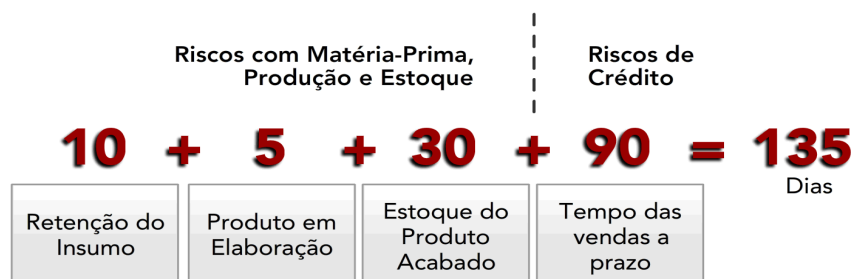 Riscos com Matéria-Prima,
Produção e Estoque
Riscos de
Crédito
10 + 5 + 30 + 90 = 135
Dias
Retenção do
Insumo
Produto em
Elaboração
Estoque do
Produto
Acabado
Tempo das
vendas a
prazo